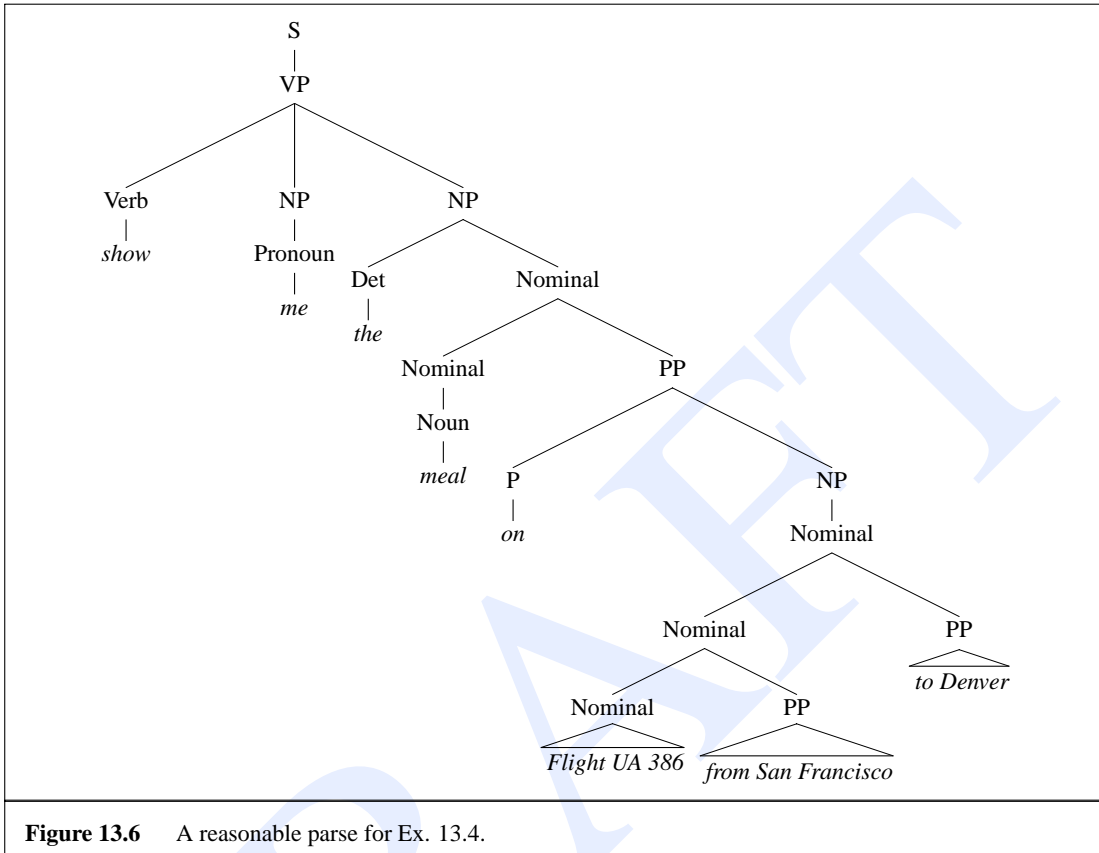 S
VP
Verb NP NP
show Pronoun Det Nominal
me the
Nominal PP
Noun
meal P NP
on Nominal
Nominal PP
to Denver
Nominal PP
Flight UA 386 from San Francisco
Figure 13.6 A reasonable parse for Ex. 13.4.
RAFT